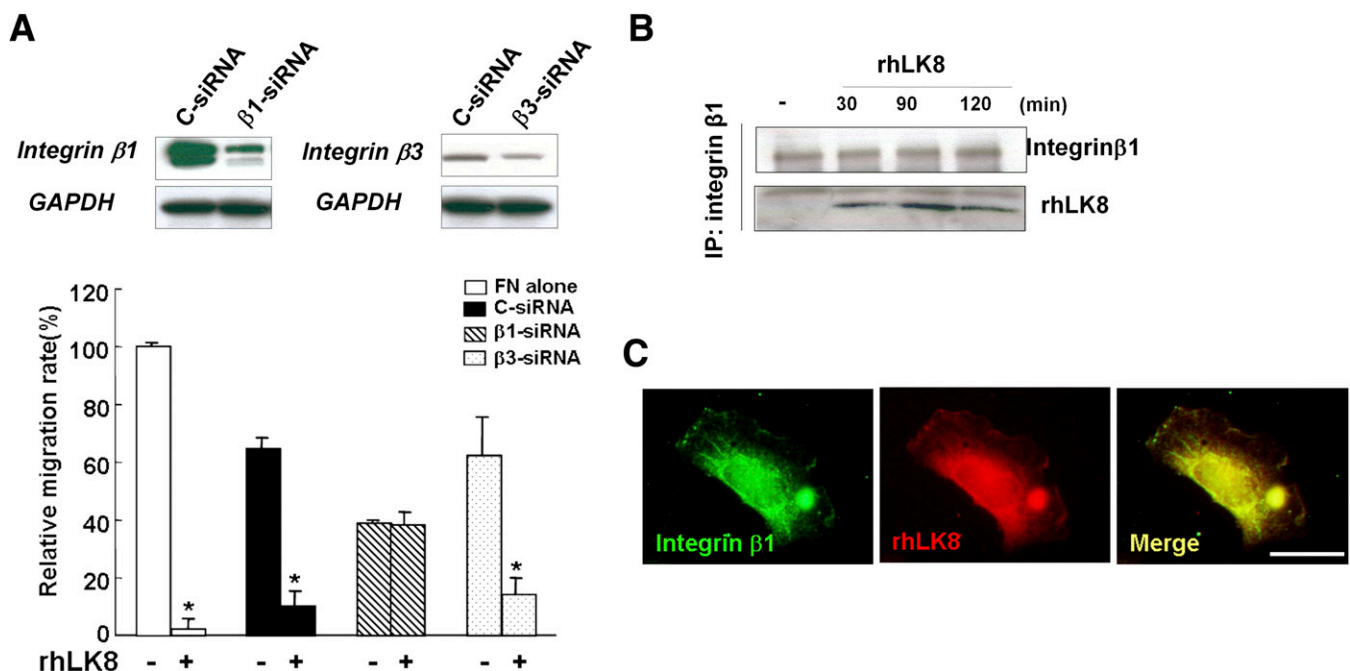 A
C-siRNA
β1-siRNA
Integrin β1
GAPDH
C-siRNA
β3-siRNA
Integrin β3
GAPDH
Relative migration rate(%)
120
100
80
60
40
20
0
FN alone
C-siRNA
β1-siRNA
β3-siRNA
*
*
*
rhLK8 - + - + - + - +
B
rhLK8
- 30 90 120 (min)
IP: integrin β1
Integrinβ1
rhLK8
C
Integrin β1
rhLK8
Merge